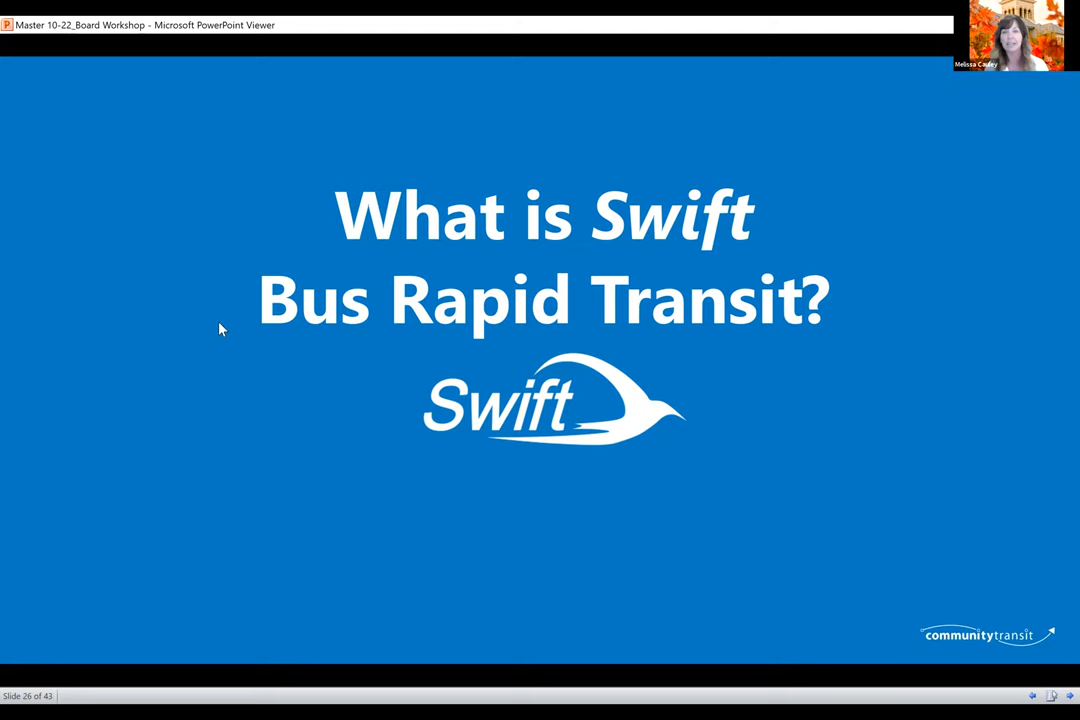 Master 10-22_Board Workshop - Microsoft PowerPoint Viewer
Melissa Cauley
What is Swift
Bus Rapid Transit?
Swift
communitytransit
Slide 26 of 43